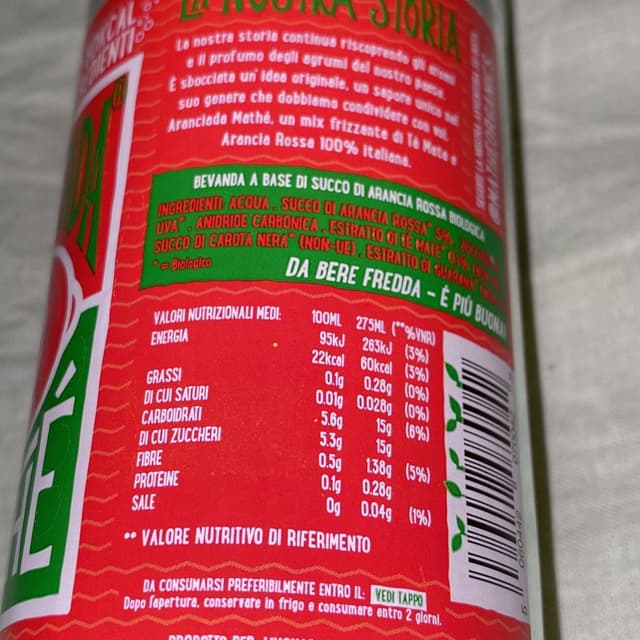 LA NOSTRA STORIA
La nostra storia continua riscoprendo gli aromi
e il profumo degli agrumi del nostro paese.
È sbocciata un'idea originale, un sapore unico nel
suo genere che dobbiamo condividere con voi.
Aranciada Mathé, un mix frizzante di Tè Mate e
Arancia Rossa 100% italiana.
BEVANDA A BASE DI SUCCO DI ARANCIA ROSSA BIOLOGICA
INGREDIENTI: ACQUA, SUCCO DI ARANCIA ROSSA* 5%,
UVA*, ANIDRIDE CARBONICA, ESTRATTO DI TÈ MATE*
SUCCO DI CAROTA NERA* (NON-UE), ESTRATTO DI GUARANA*
* = Biologico
DA BERE FREDDA - È PIÙ BUONA!
VALORI NUTRIZIONALI MEDI: 100ML 275ML (**%VNR)
ENERGIA 95kJ 263kJ (3%)
22kcal 60kcal (3%)
GRASSI 0.1g 0.28g (0%)
DI CUI SATURI 0.01g 0.028g (0%)
CARBOIDRATI 5.6g 15g (6%)
DI CUI ZUCCHERI 5.3g 15g
FIBRE 0.5g 1.38g (5%)
PROTEINE 0.1g 0.28g
SALE 0g 0.04g (1%)
** VALORE NUTRITIVO DI RIFERIMENTO
DA CONSUMARSI PREFERIBILMENTE ENTRO IL: VEDI TAPPO
Dopo l'apertura, conservare in frigo e consumare entro 2 giorni.